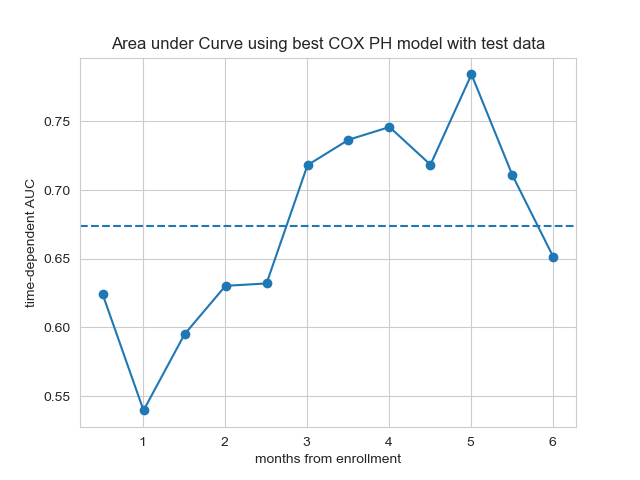 Area under Curve using best COX PH model with test data
time-dependent AUC
0.75
0.70
0.65
0.60
0.55
1 2 3 4 5 6
months from enrollment